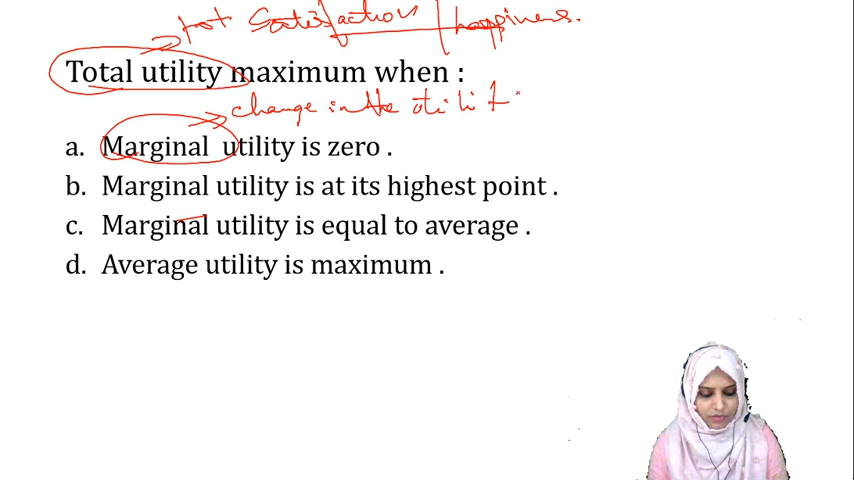 tot Satisfaction / happiness.
Total utility maximum when :
change in the utility
a. Marginal utility is zero .
b. Marginal utility is at its highest point .
c. Marginal utility is equal to average .
d. Average utility is maximum .